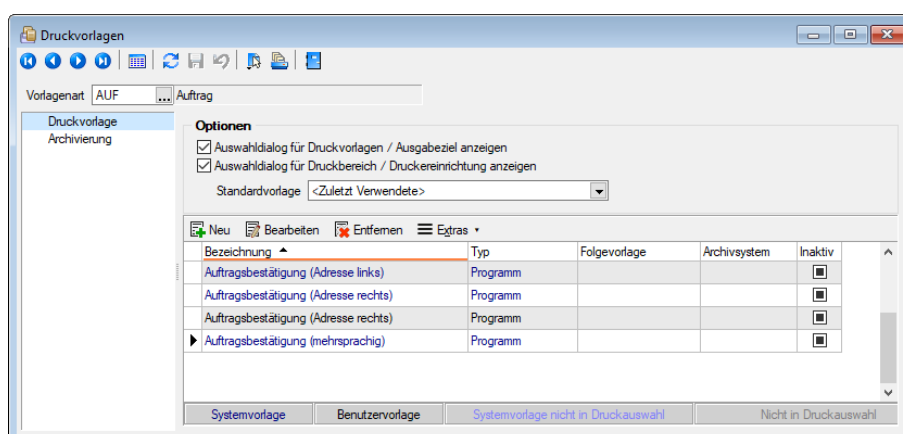 Druckvorlagen
Vorlagenart AUF ... Auftrag
Druckvorlage
Archivierung
Optionen
Auswahldialog für Druckvorlagen / Ausgabeziel anzeigen
Auswahldialog für Druckbereich / Druckereinrichtung anzeigen
Standardvorlage <Zuletzt Verwendete>
Neu Bearbeiten Entfernen Extras
Bezeichnung Typ Folgevorlage Archivsystem Inaktiv
Auftragsbestätigung (Adresse links) Programm
Auftragsbestätigung (Adresse rechts) Programm
Auftragsbestätigung (Adresse rechts) Programm
Auftragsbestätigung (mehrsprachig) Programm
Systemvorlage Benutzervorlage Systemvorlage nicht in Druckauswahl Nicht in Druckauswahl